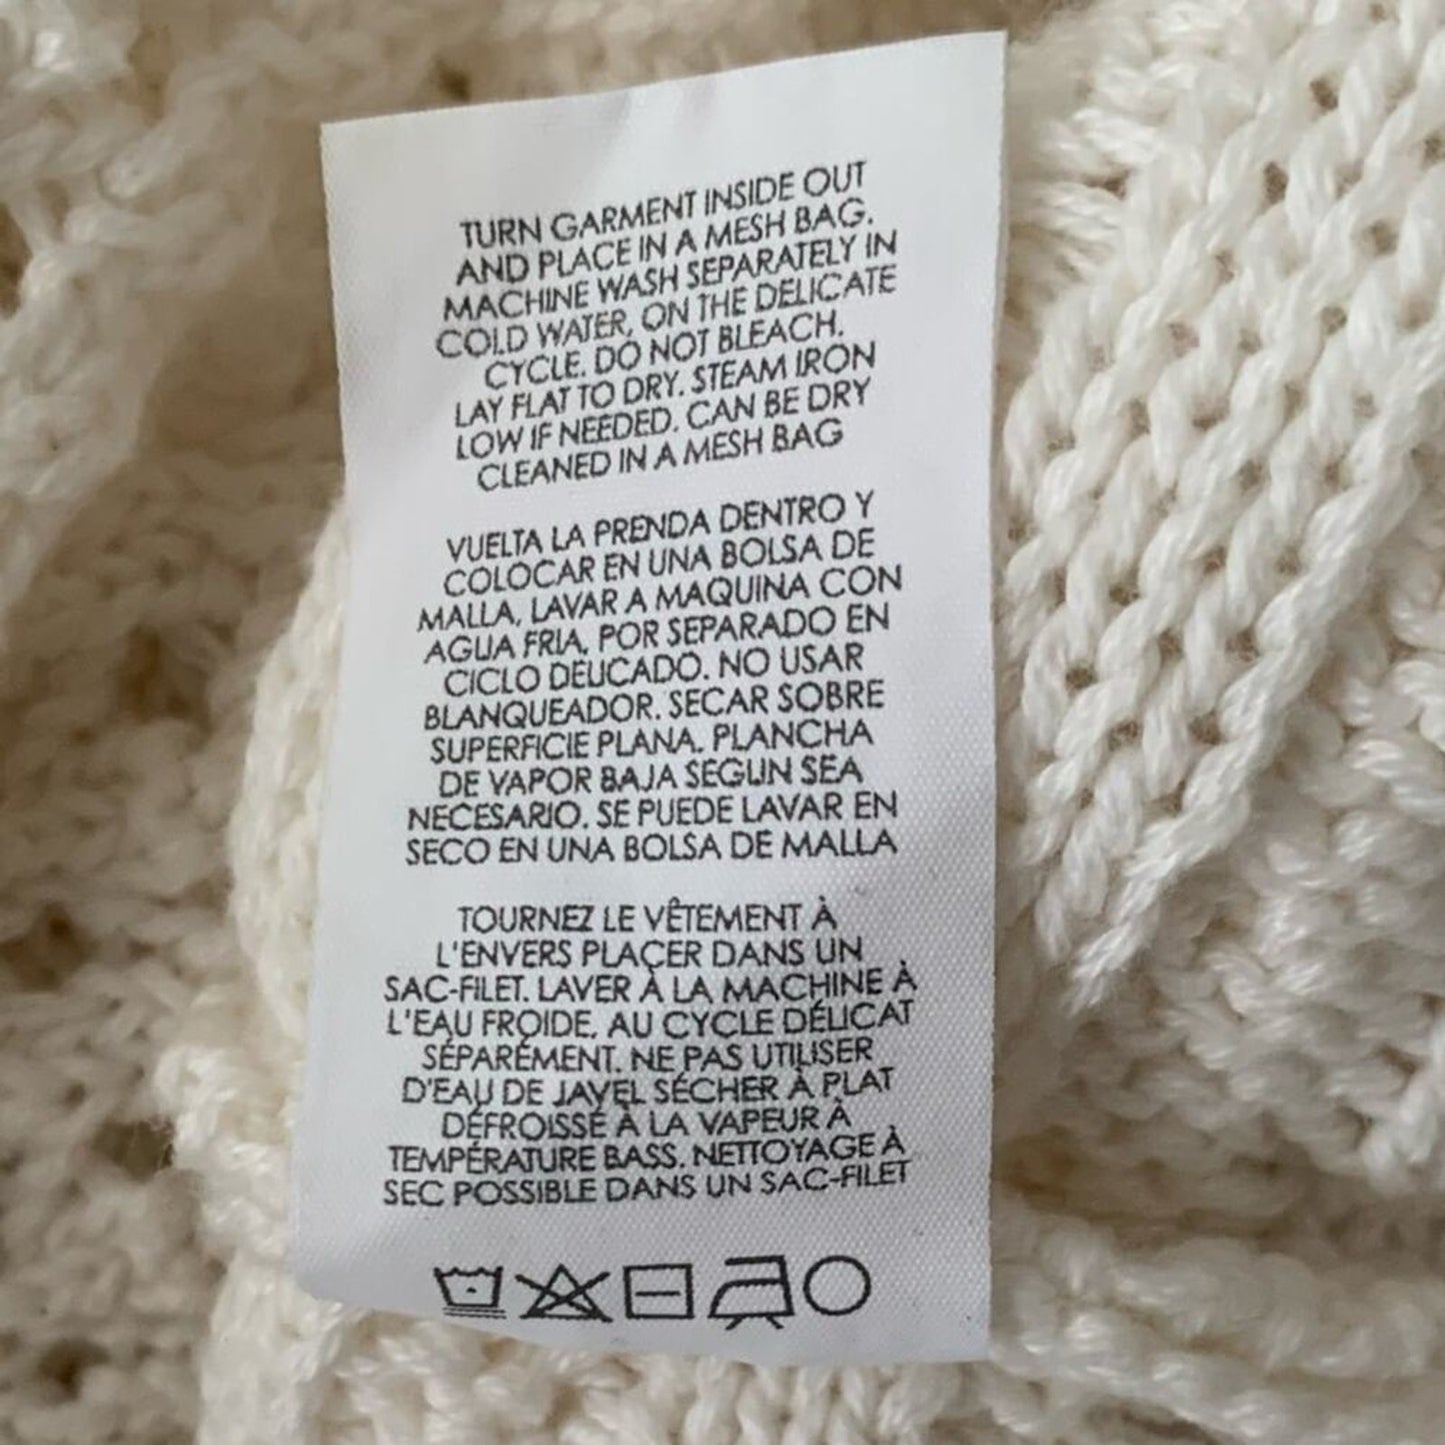 TURN GARMENT INSIDE OUT
AND PLACE IN A MESH BAG.
MACHINE WASH SEPARATELY IN
COLD WATER, ON THE DELICATE
CYCLE. DO NOT BLEACH.
LAY FLAT TO DRY. STEAM IRON
LOW IF NEEDED. CAN BE DRY
CLEANED IN A MESH BAG
VUELTA LA PRENDA DENTRO Y
COLOCAR EN UNA BOLSA DE
MALLA, LAVAR A MAQUINA CON
AGUA FRIA, POR SEPARADO EN
CICLO DELICADO. NO USAR
BLANQUEADOR. SECAR SOBRE
SUPERFICIE PLANA. PLANCHA
DE VAPOR BAJA SEGUN SEA
NECESARIO. SE PUEDE LAVAR EN
SECO EN UNA BOLSA DE MALLA
TOURNEZ LE VÊTEMENT À
L'ENVERS PLAÇER DANS UN
SAC-FILET. LAVER À LA MACHINE À
L'EAU FROIDE, AU CYCLE DÉLICAT
SÉPARÉMENT. NE PAS UTILISER
D'EAU DE JAVEL SÉCHER À PLAT
DÉFROISSÉ À LA VAPEUR À
TEMPÉRATURE BASS. NETTOYAGE À
SEC POSSIBLE DANS UN SAC-FILET